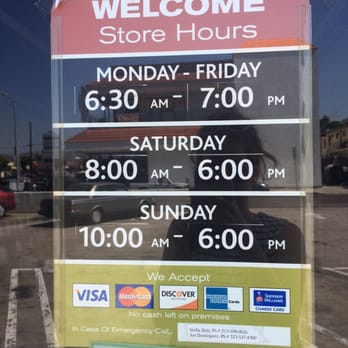 WELCOME
Store Hours
MONDAY - FRIDAY
6:30 AM - 7:00 PM
SATURDAY
8:00 AM - 6:00 PM
SUNDAY
10:00 AM - 6:00 PM
We Accept
VISA MasterCard DISCOVER SHERWIN WILLIAMS
CHARGE CARD
No cash left on premises
In Case Of Emergency Call...